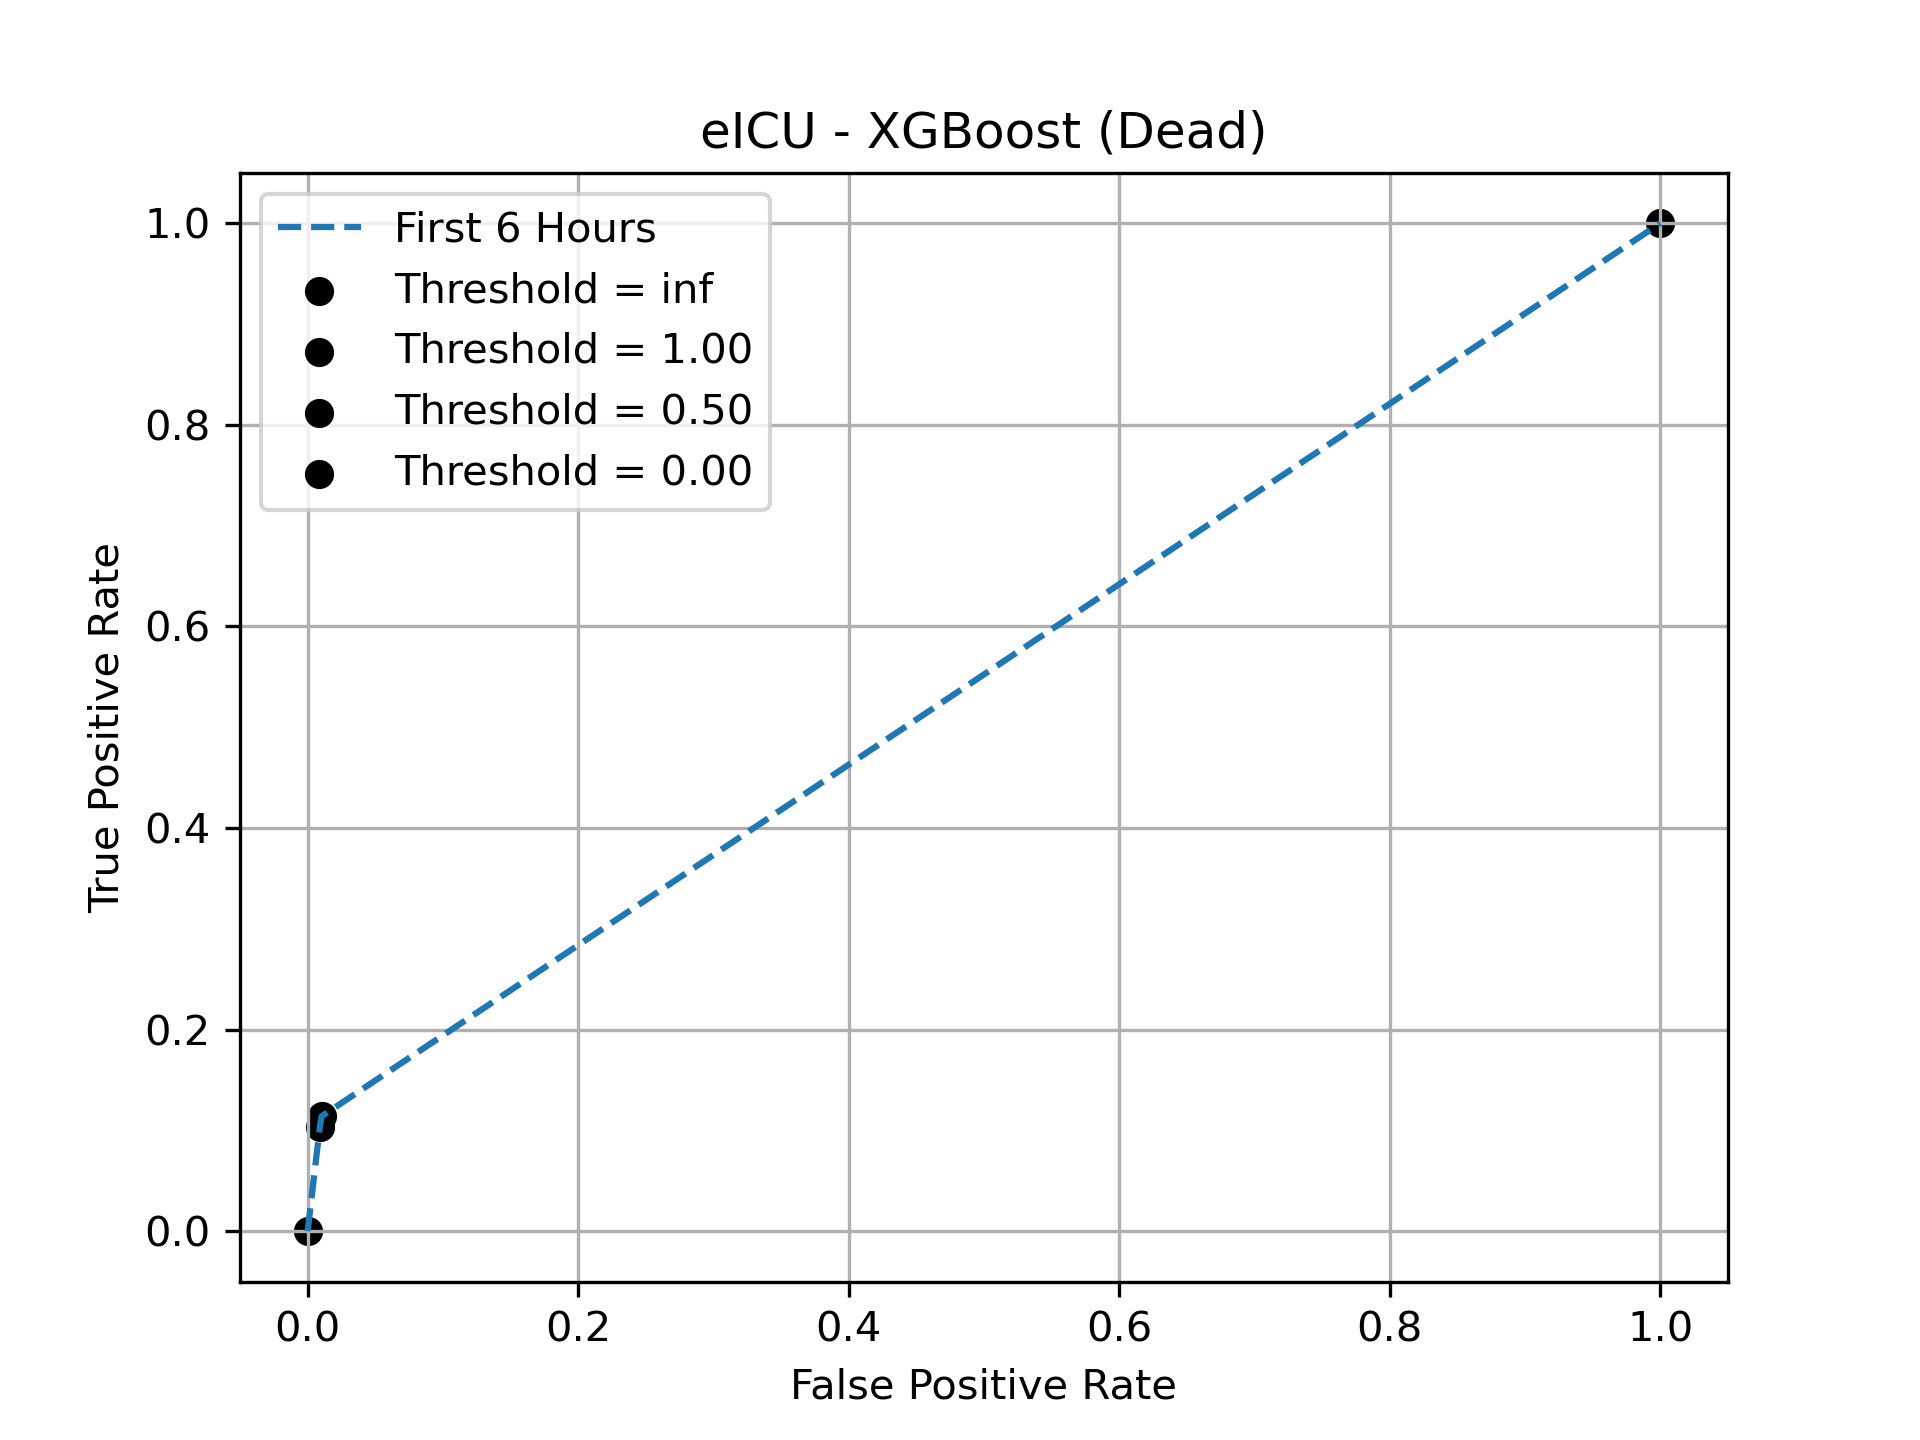 eICU - XGBoost (Dead)
First 6 Hours
Threshold = inf
Threshold = 1.00
Threshold = 0.50
Threshold = 0.00
True Positive Rate
1.0
0.8
0.6
0.4
0.2
0.0
0.0 0.2 0.4 0.6 0.8 1.0
False Positive Rate